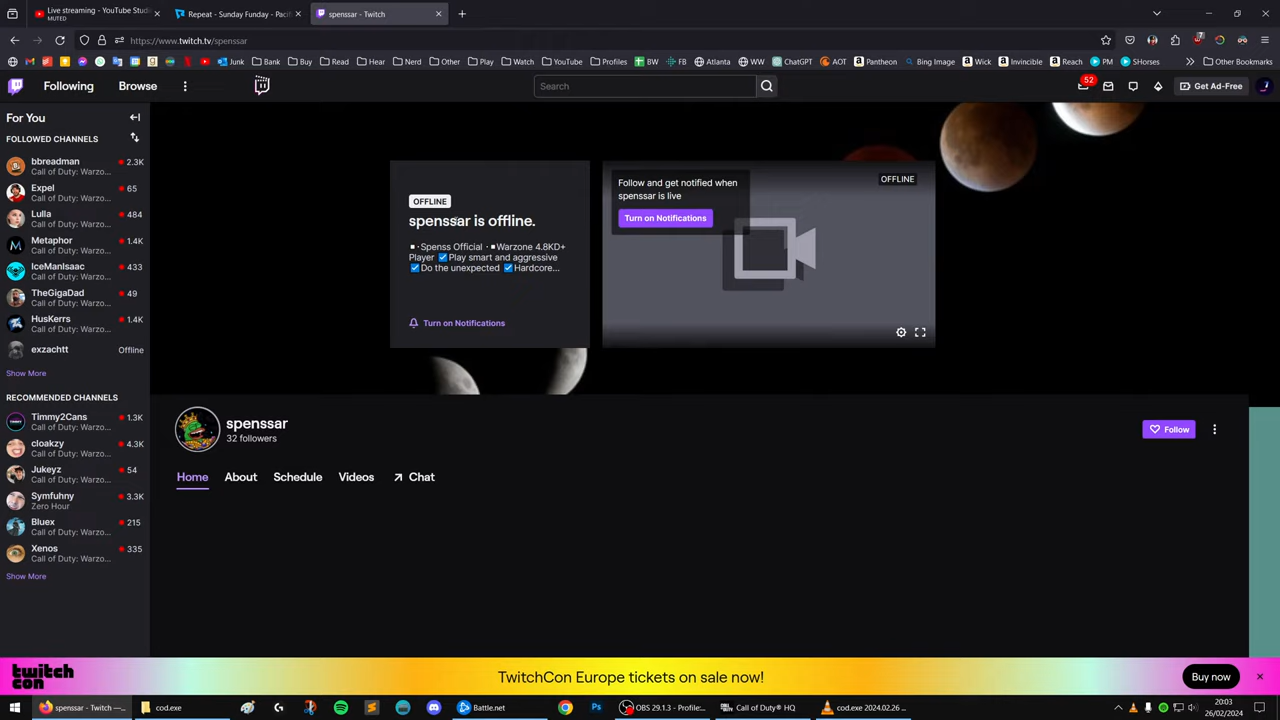 Live streaming - YouTube Studi
MUTED
Repeat - Sunday Funday - Pacif
spenssar - Twitch
https://www.twitch.tv/spenssar
Junk
Bank
Buy
Read
Hear
Nerd
Other
Play
Watch
YouTube
Profiles
BW
FB
Atlanta
WW
ChatGPT
AOT
Pantheon
Bing Image
Wick
Invincible
Reach
PM
SHorses
Other Bookmarks
Following
Browse
Search
52
Get Ad-Free
For You
FOLLOWED CHANNELS
bbreadman 2.3K
Call of Duty: Warzo...
Expel 65
Call of Duty: Warzo...
Lulla 484
Call of Duty: Warzo...
Metaphor 1.4K
Call of Duty: Warzo...
IceManIsaac 433
Call of Duty: Warzo...
TheGigaDad 49
Call of Duty: Warzo...
HusKerrs 1.4K
Call of Duty: Warzo...
exzachtt Offline
Show More
RECOMMENDED CHANNELS
Timmy2Cans 1.3K
Call of Duty: Warzo...
cloakzy 4.3K
Call of Duty: Warzo...
Jukeyz 54
Call of Duty: Warzo...
Symfuhny 3.3K
Zero Hour
Bluex 215
Call of Duty: Warzo...
Xenos 335
Call of Duty: Warzo...
Show More
OFFLINE
spenssar is offline.
· Spenss Official · Warzone 4.8KD+
Player Play smart and aggressive
Do the unexpected Hardcore...
Turn on Notifications
Follow and get notified when
spenssar is live
Turn on Notifications
OFFLINE
spenssar
32 followers
Follow
Home
About
Schedule
Videos
Chat
twitch
con
TwitchCon Europe tickets on sale now!
Buy now
spenssar - Twitch —...
cod.exe
Battle.net
OBS 29.1.3 - Profile:...
Call of Duty® HQ
cod.exe 2024.02.26 ...
20:03
26/02/2024